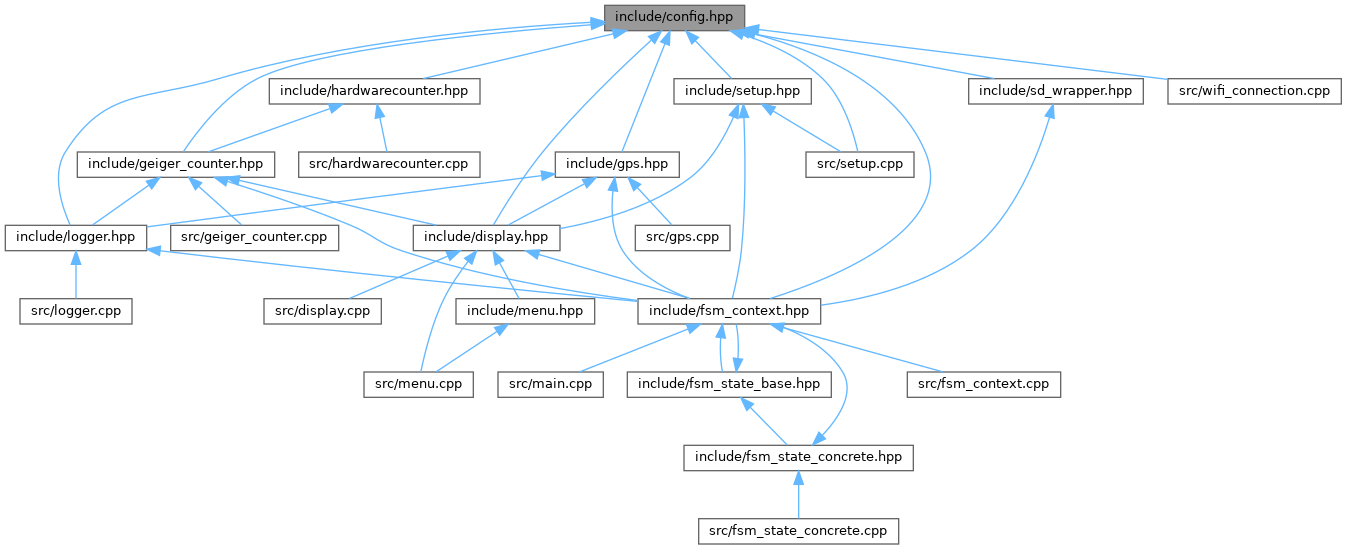 include/config.hpp
include/hardwarecounter.hpp
include/setup.hpp
include/sd_wrapper.hpp
src/wifi_connection.cpp
include/geiger_counter.hpp
src/hardwarecounter.cpp
include/gps.hpp
src/setup.cpp
include/logger.hpp
src/geiger_counter.cpp
include/display.hpp
src/gps.cpp
src/logger.cpp
src/display.cpp
include/menu.hpp
include/fsm_context.hpp
src/menu.cpp
src/main.cpp
include/fsm_state_base.hpp
src/fsm_context.cpp
include/fsm_state_concrete.hpp
src/fsm_state_concrete.cpp